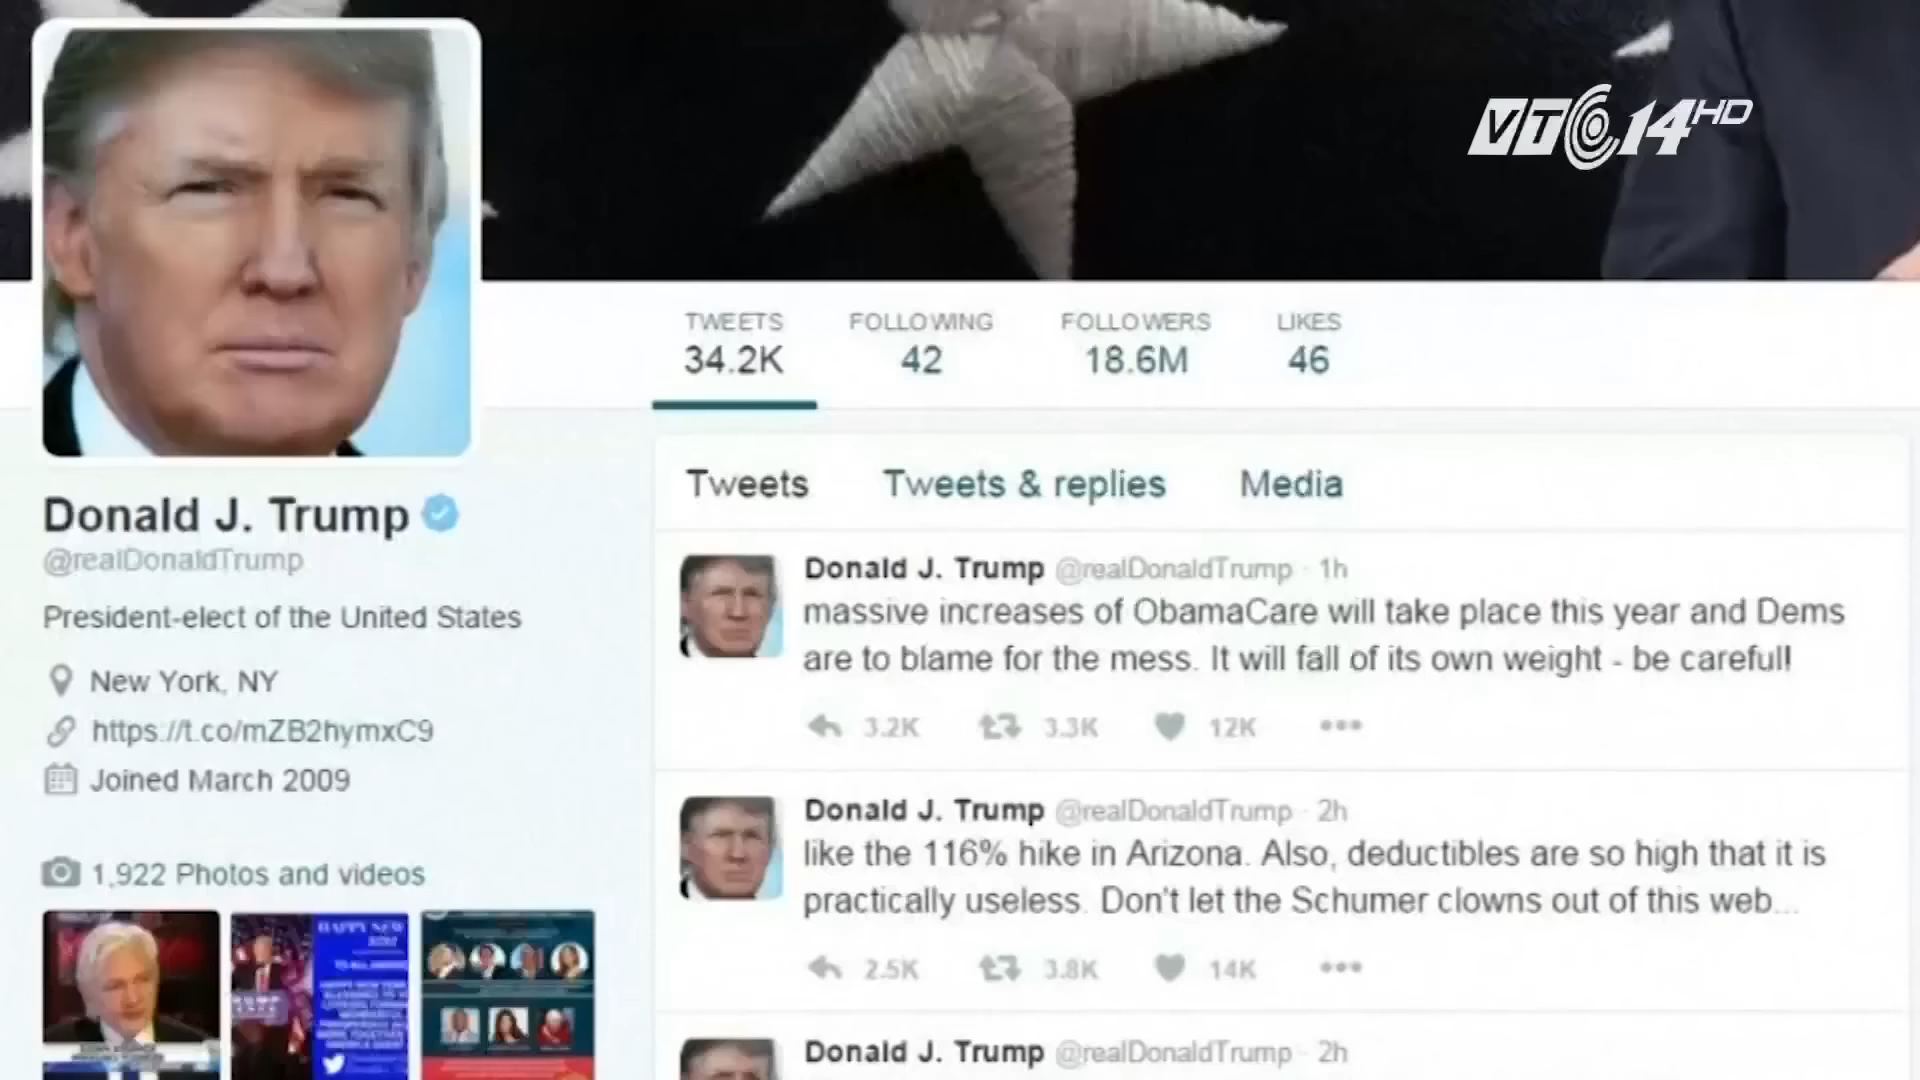 VTC14HD
TWEETS FOLLOWING FOLLOWERS LIKES
34.2K 42 18.6M 46
Tweets Tweets & replies Media
Donald J. Trump
@realDonaldTrump
President-elect of the United States
New York, NY
https://t.co/mZB2hymxC9
Joined March 2009
1,922 Photos and videos
HAPPY NEW
Donald J. Trump @realDonaldTrump · 1h
massive increases of ObamaCare will take place this year and Dems
are to blame for the mess. It will fall of its own weight - be careful!
3.2K 3.3K 12K
Donald J. Trump @realDonaldTrump · 2h
like the 116% hike in Arizona. Also, deductibles are so high that it is
practically useless. Don't let the Schumer clowns out of this web...
2.5K 3.8K 14K
Donald J. Trump @realDonaldTrump · 2h